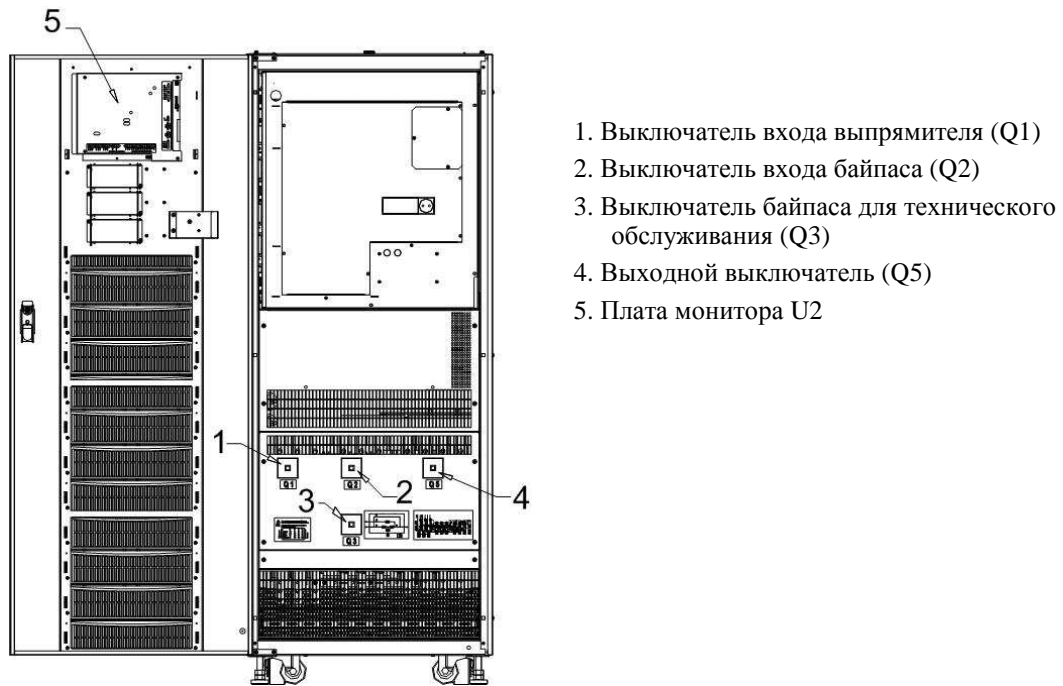 5
1. Выключатель входа выпрямителя (Q1)
2. Выключатель входа байпаса (Q2)
3. Выключатель байпаса для технического
обслуживания (Q3)
4. Выходной выключатель (Q5)
5. Плата монитора U2
1
2
4
Q1
Q2
Q5
3
Q3